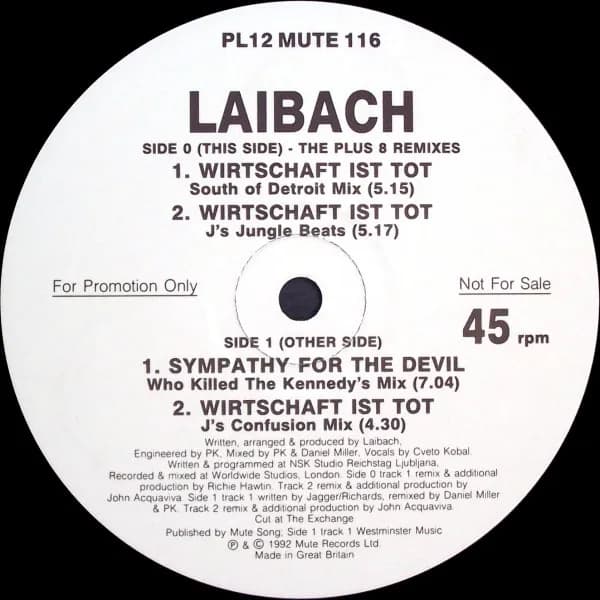 PL12 MUTE 116
LAIBACH
SIDE 0 (THIS SIDE) - THE PLUS 8 REMIXES
1. WIRTSCHAFT IST TOT
South of Detroit Mix (5.15)
2. WIRTSCHAFT IST TOT
J's Jungle Beats (5.17)
For Promotion Only
Not For Sale
45 rpm
SIDE 1 (OTHER SIDE)
1. SYMPATHY FOR THE DEVIL
Who Killed The Kennedy's Mix (7.04)
2. WIRTSCHAFT IST TOT
J's Confusion Mix (4.30)
Written, arranged & produced by Laibach,
Engineered by PK, Mixed by PK & Daniel Miller, Vocals by Cveto Kobal.
Written & programmed at NSK Studio Reichstag Ljubljana,
Recorded & mixed at Worldwide Studios, London. Side 0 track 1 remix & additional
production by Richie Hawtin. Track 2 remix & additional production by
John Acquaviva. Side 1 track 1 written by Jagger/Richards, remixed by Daniel Miller
& PK. Track 2 remix & additional production by John Acquaviva.
Cut at The Exchange
Published by Mute Song; Side 1 track 1 Westminster Music
℗ & © 1992 Mute Records Ltd.
Made in Great Britain